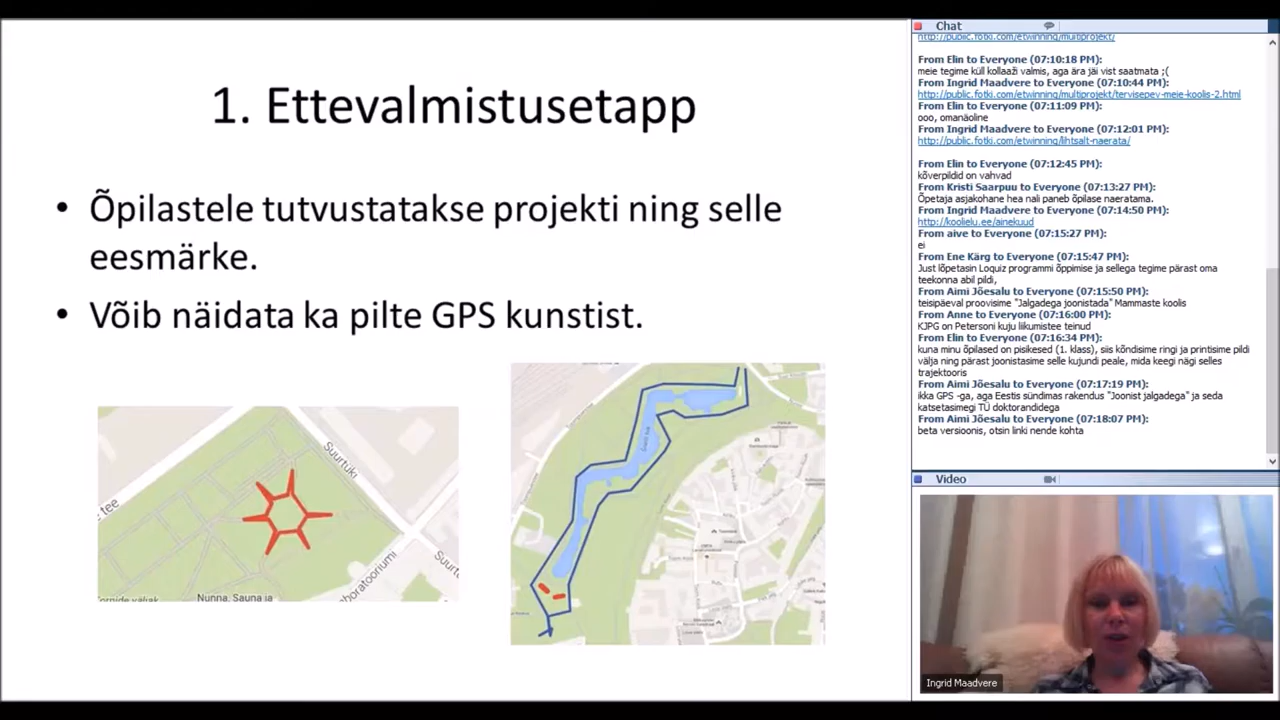 1. Ettevalmistusetapp
• Õpilastele tutvustatakse projekti ning selle
eesmärke.
• Võib näidata ka pilte GPS kunstist.
Suurtüki
te tee
Suurtü
boratooriumi
Nunna, Sauna ja
Chat
http://public.fotki.com/etwinning/multiprojekt/
From Elin to Everyone (07:10:18 PM):
meie tegime küll kollaaži valmis, aga ära jäi vist saatmata ;(
From Ingrid Maadvere to Everyone (07:10:44 PM):
http://public.fotki.com/etwinning/multiprojekt/tervisepev-meie-koolis-2.html
From Elin to Everyone (07:11:09 PM):
ooo, omanäoline
From Ingrid Maadvere to Everyone (07:12:01 PM):
http://public.fotki.com/etwinning/lihtsalt-naerata/
From Elin to Everyone (07:12:45 PM):
kõverpildid on vahvad
From Kristi Saarpuu to Everyone (07:13:27 PM):
Õpetaja asjakohane hea nali paneb õpilase naeratama.
From Ingrid Maadvere to Everyone (07:14:50 PM):
http://koolielu.ee/ainekuud
From aive to Everyone (07:15:27 PM):
ei
From Ene Kärg to Everyone (07:15:47 PM):
Just lõpetasin Loquiz programmi õppimise ja sellega tegime pärast oma
teekonna abil pildi,
From Aimi Jõesalu to Everyone (07:15:50 PM):
teisipäeval proovisime "Jalgadega joonistada" Mammaste koolis
From Anne to Everyone (07:16:00 PM):
KJPG on Petersoni kuju liikumistee teinud
From Elin to Everyone (07:16:34 PM):
kuna minu õpilased on pisikesed (1. klass), siis kõndisime ringi ja printisime pildi
välja ning pärast joonistasime selle kujundi peale, mida keegi nägi selles
trajektooris
From Aimi Jõesalu to Everyone (07:17:19 PM):
ikka GPS -ga, aga Eestis sündimas rakendus "Joonist jalgadega" ja seda
katsetasimegi TÜ doktorandidega
From Aimi Jõesalu to Everyone (07:18:07 PM):
beta versioonis, otsin linki nende kohta
Video
Ingrid Maadvere